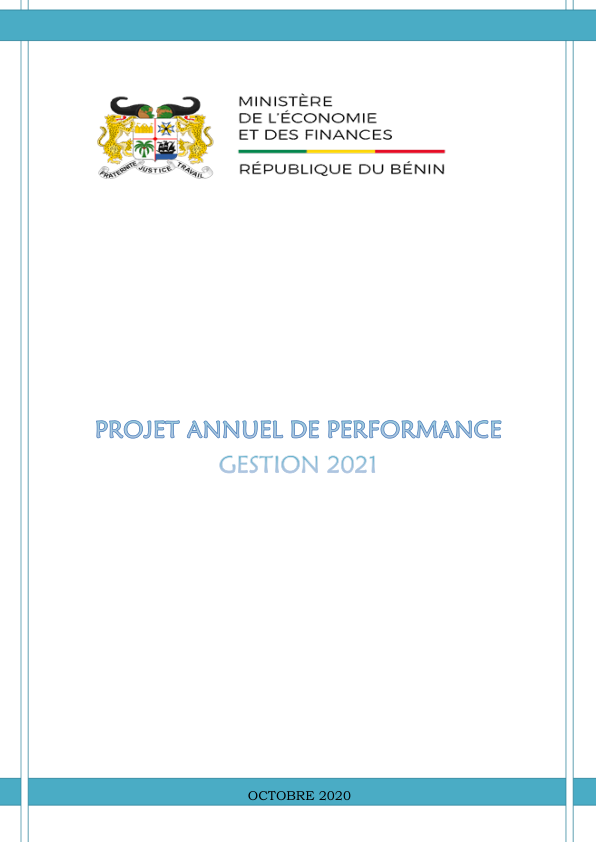 MINISTÈRE
DE L'ÉCONOMIE
ET DES FINANCES
RÉPUBLIQUE DU BÉNIN
FRATERNITE JUSTICE TRAVAIL
PROJET ANNUEL DE PERFORMANCE
GESTION 2021
OCTOBRE 2020